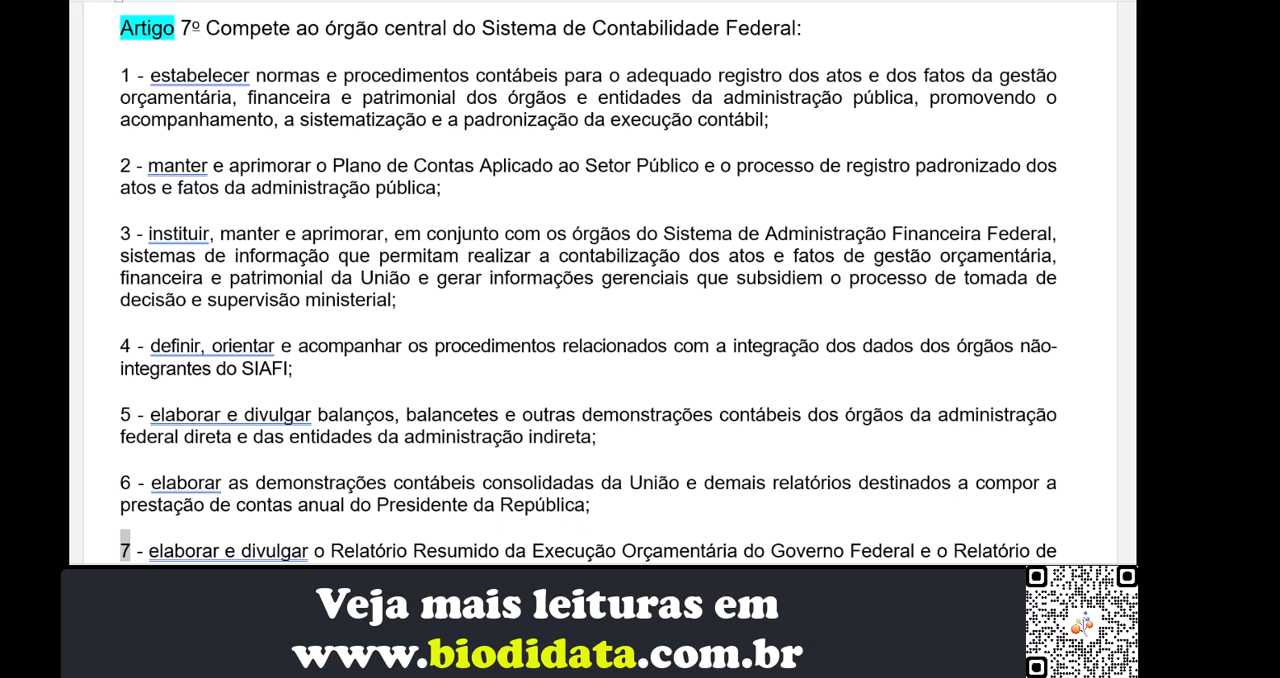 Artigo 7º Compete ao órgão central do Sistema de Contabilidade Federal:
1 - estabelecer normas e procedimentos contábeis para o adequado registro dos atos e dos fatos da gestão
orçamentária, financeira e patrimonial dos órgãos e entidades da administração pública, promovendo o
acompanhamento, a sistematização e a padronização da execução contábil;
2 - manter e aprimorar o Plano de Contas Aplicado ao Setor Público e o processo de registro padronizado dos
atos e fatos da administração pública;
3 - instituir, manter e aprimorar, em conjunto com os órgãos do Sistema de Administração Financeira Federal,
sistemas de informação que permitam realizar a contabilização dos atos e fatos de gestão orçamentária,
financeira e patrimonial da União e gerar informações gerenciais que subsidiem o processo de tomada de
decisão e supervisão ministerial;
4 - definir, orientar e acompanhar os procedimentos relacionados com a integração dos dados dos órgãos não-
integrantes do SIAFI;
5 - elaborar e divulgar balanços, balancetes e outras demonstrações contábeis dos órgãos da administração
federal direta e das entidades da administração indireta;
6 - elaborar as demonstrações contábeis consolidadas da União e demais relatórios destinados a compor a
prestação de contas anual do Presidente da República;
7 - elaborar e divulgar o Relatório Resumido da Execução Orçamentária do Governo Federal e o Relatório de
Veja mais leituras em
www.biodidata.com.br